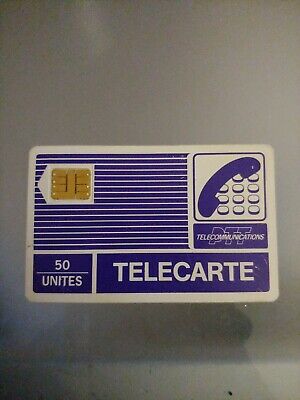 PTT
TELECOMMUNICATIONS
50
UNITES
TELECARTE